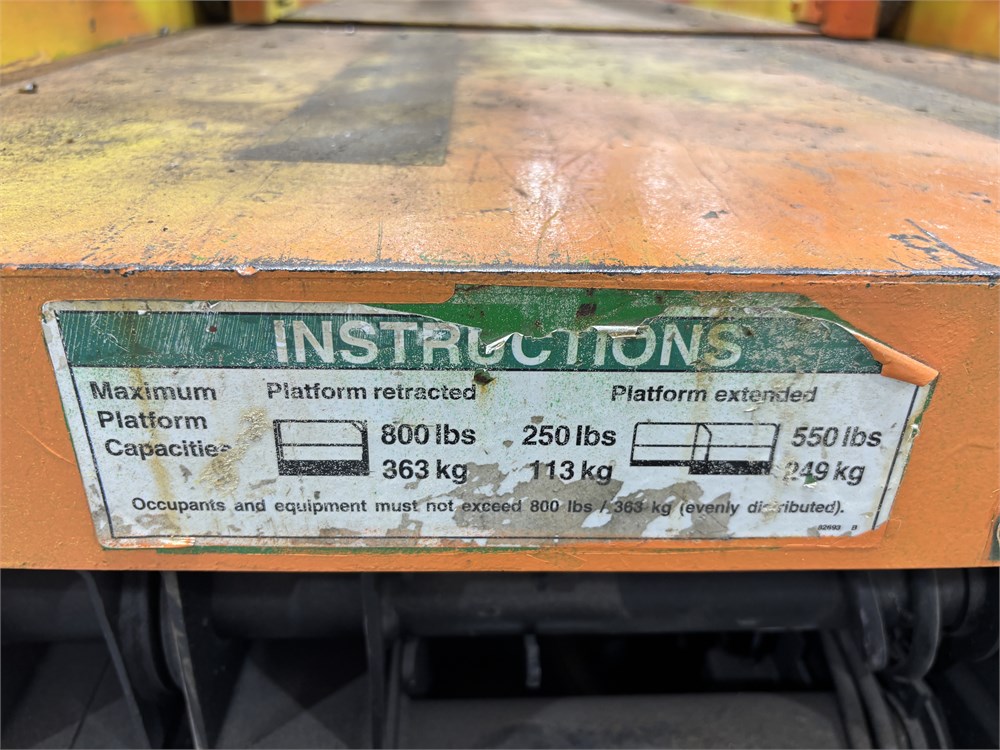 INSTRUCTIONS
Maximum Platform Capacities
Platform retracted
800 lbs
363 kg
Platform extended
250 lbs
113 kg
550 lbs
249 kg
Occupants and equipment must not exceed 800 lbs / 363 kg (evenly distributed).
82693 B